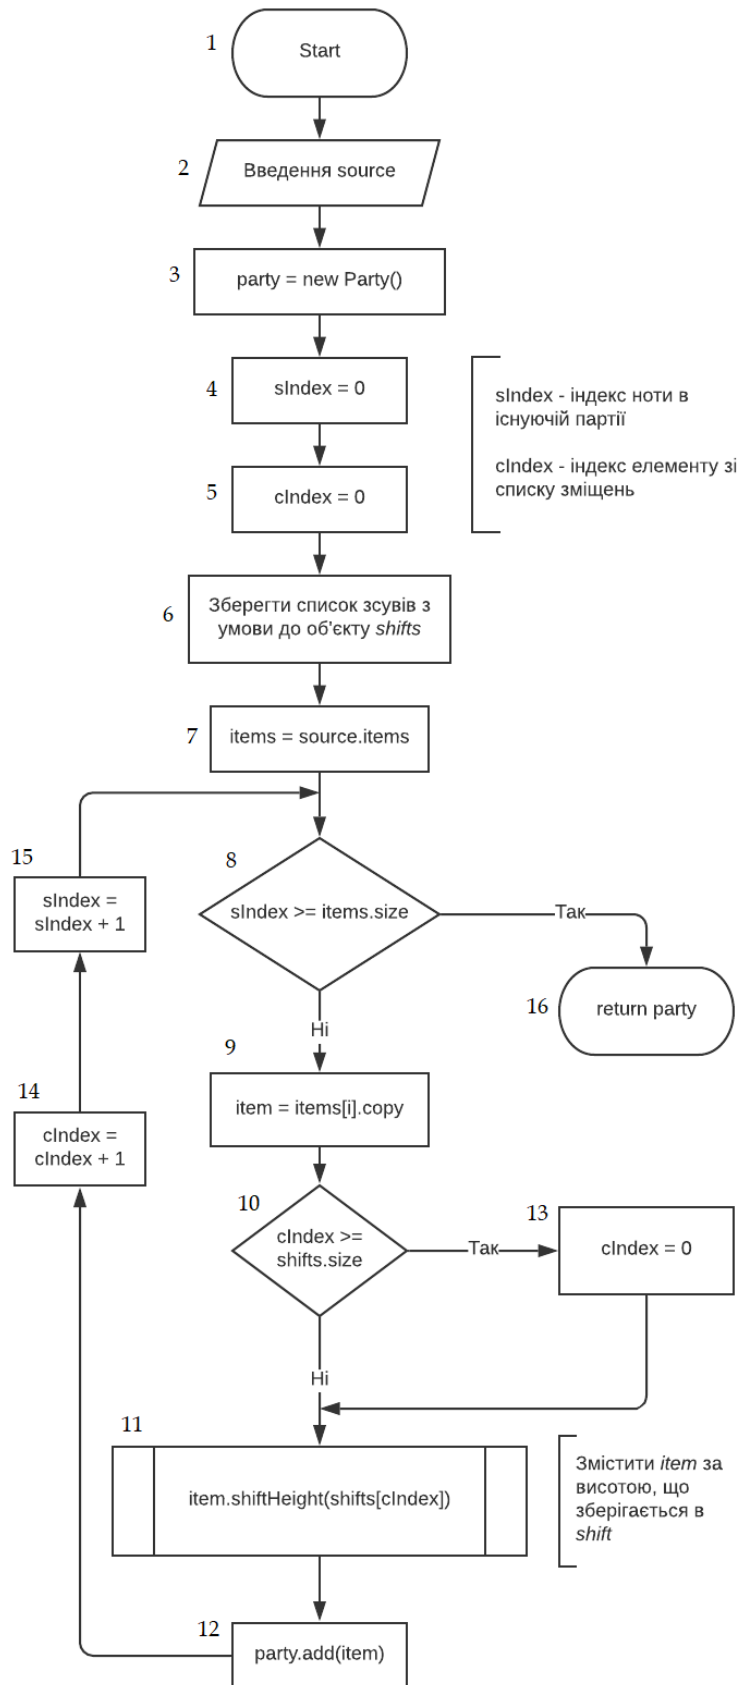 1
Start
2
Введення source
3
party = new Party()
4
sIndex = 0
sIndex - індекс ноти в
існуючій партії
cIndex - індекс елементу зі
списку зміщень
5
cIndex = 0
6
Зберегти список зсувів з
умови до об'єкту shifts
7
items = source.items
8
sIndex >= items.size
Так
16
return party
Ні
15
sIndex =
sIndex + 1
9
item = items[i].copy
14
cIndex =
cIndex + 1
10
cIndex >=
shifts.size
Так
13
cIndex = 0
Ні
11
item.shiftHeight(shifts[cIndex])
Змістити item за
висотою, що
зберігається в
shift
12
party.add(item)